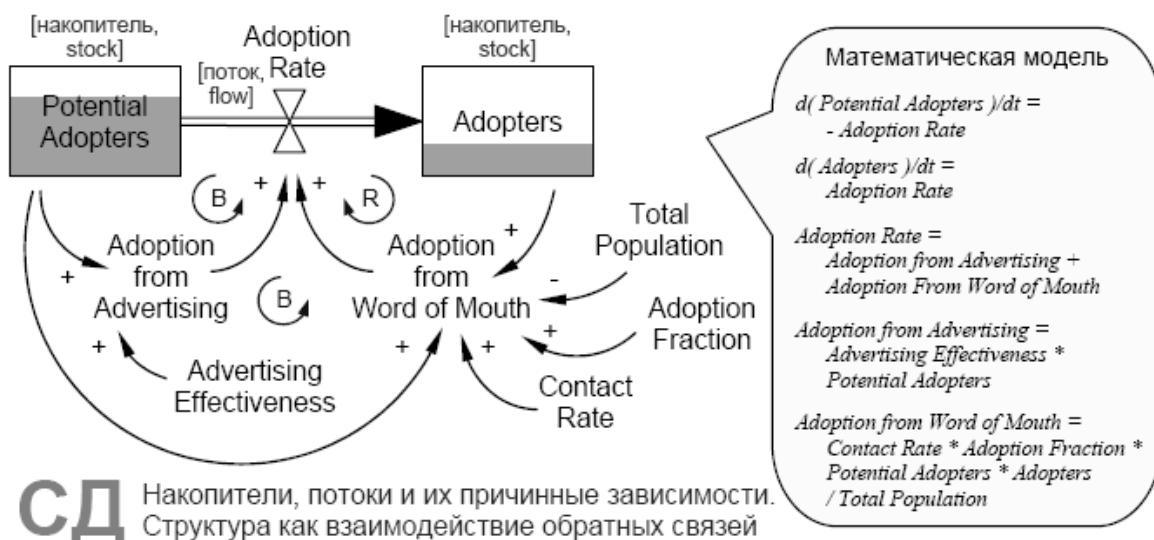 [накопитель,
stock]
Adoption
Rate
[поток,
flow]
[накопитель,
stock]
Potential
Adopters
Adopters
B
+
+
R
Adoption
from
Advertising
+
B
Adoption
from
Word of Mouth
+
Total
Population
-
Adoption
Fraction
+
+
Advertising
Effectiveness
+
+
Contact
Rate
СД
Накопители, потоки и их причинные зависимости.
Структура как взаимодействие обратных связей
Математическая модель
d( Potential Adopters )/dt =
- Adoption Rate
d( Adopters )/dt =
Adoption Rate
Adoption Rate =
Adoption from Advertising +
Adoption From Word of Mouth
Adoption from Advertising =
Advertising Effectiveness *
Potential Adopters
Adoption from Word of Mouth =
Contact Rate * Adoption Fraction *
Potential Adopters * Adopters
/ Total Population